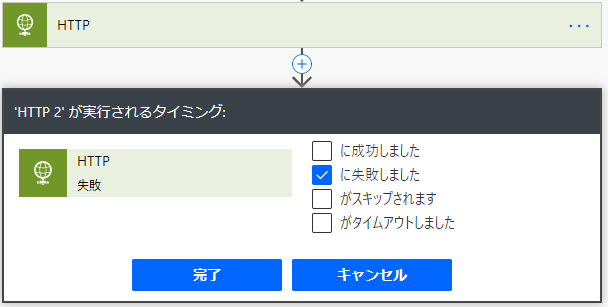 HTTP
'HTTP 2' が実行されるタイミング:
HTTP
失敗
に成功しました
に失敗しました
がスキップされます
がタイムアウトしました
完了
キャンセル